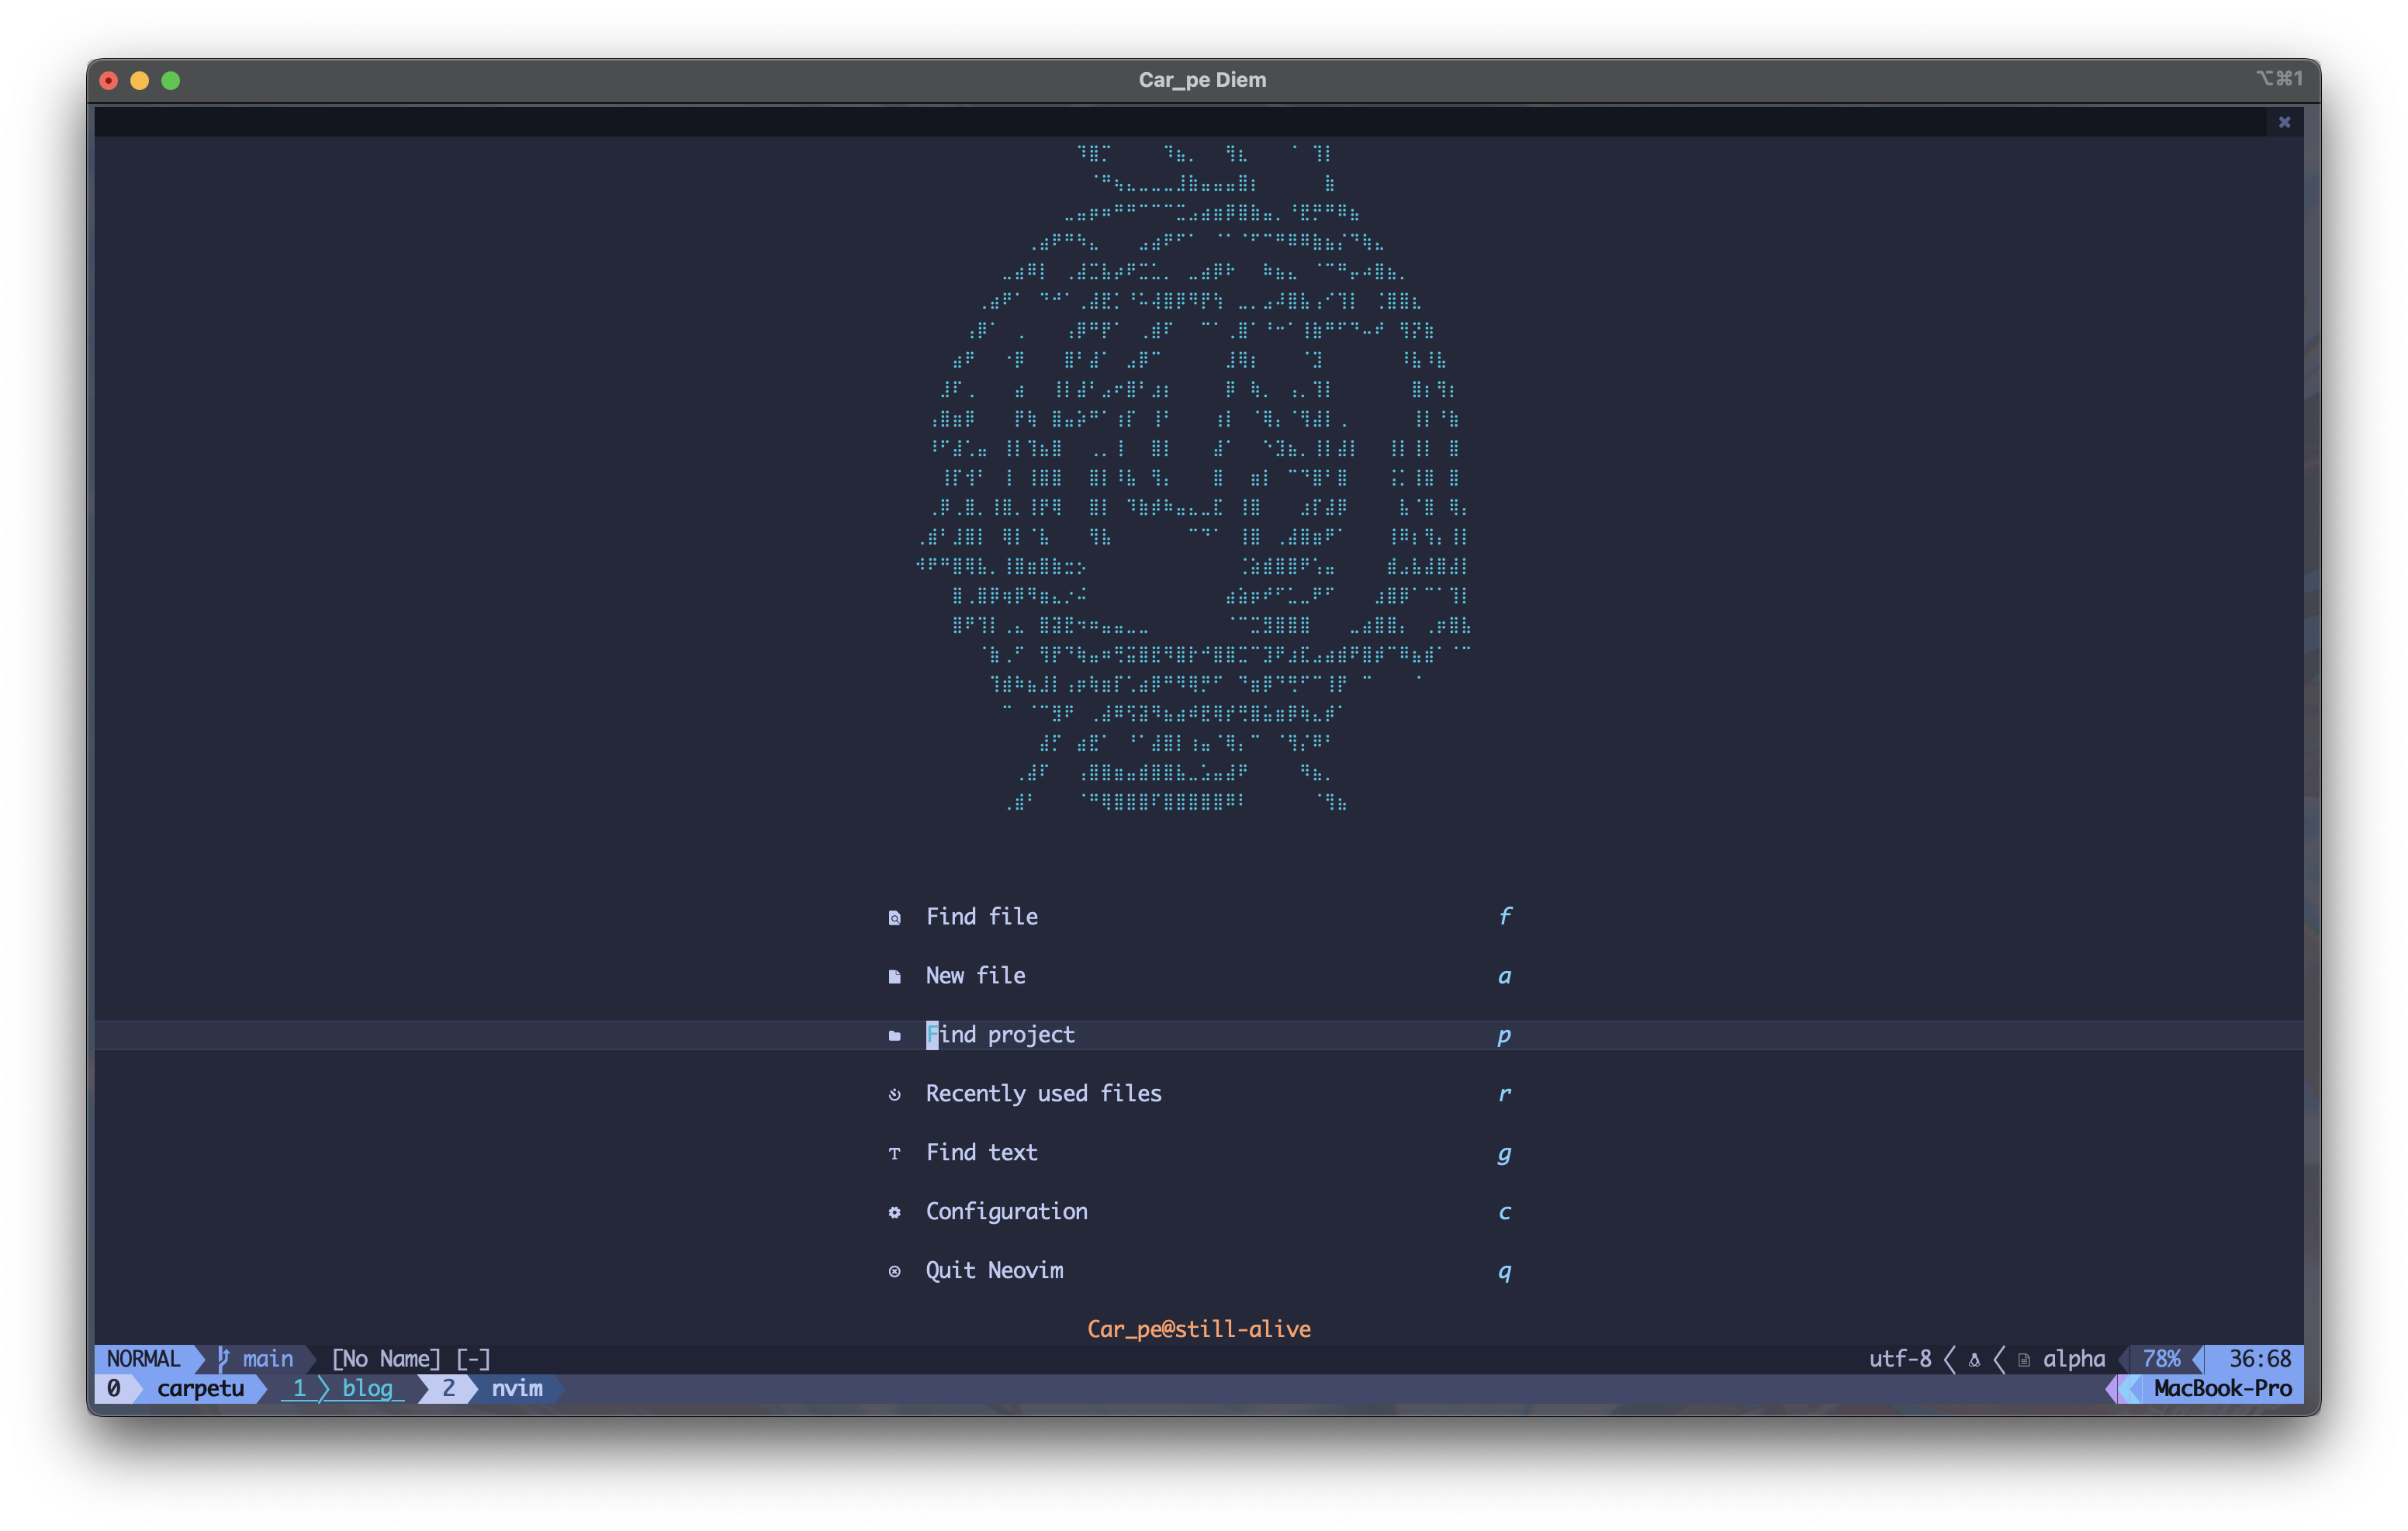 Car_pe Diem ⌥⌘1
Find file f
New file a
Find project p
Recently used files r
Find text g
Configuration c
Quit Neovim q
Car_pe@still-alive
NORMAL main [No Name] [-] utf-8 alpha 78% 36:68
0 carpetu 1 blog_ 2 nvim MacBook-Pro